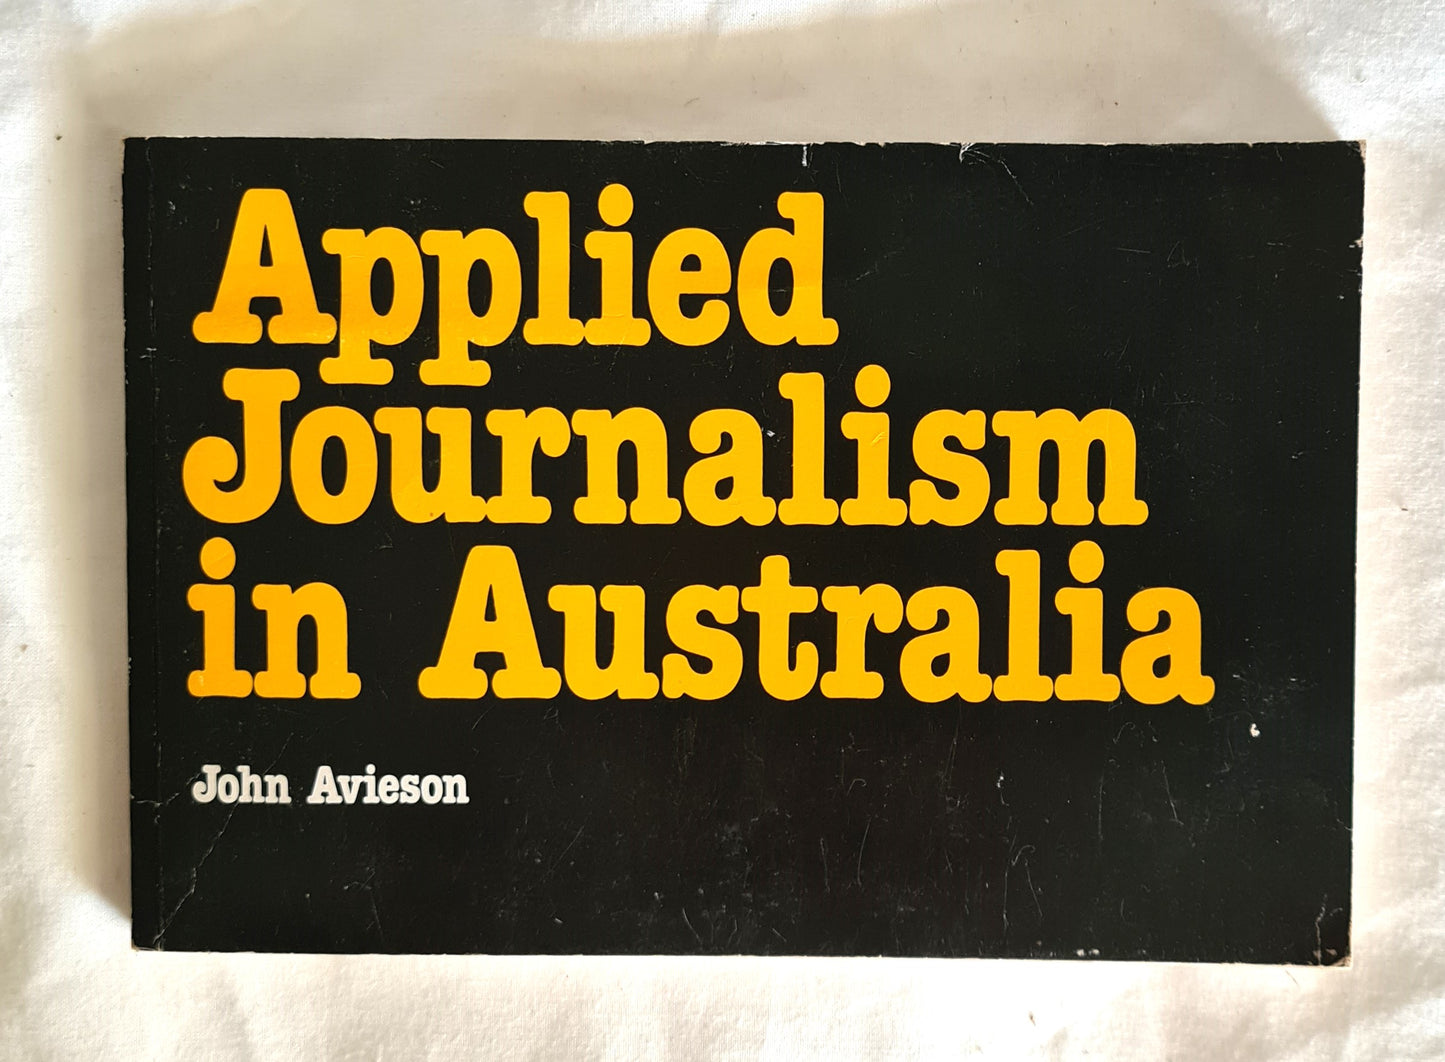 Applied
Journalism
in Australia
John Avieson